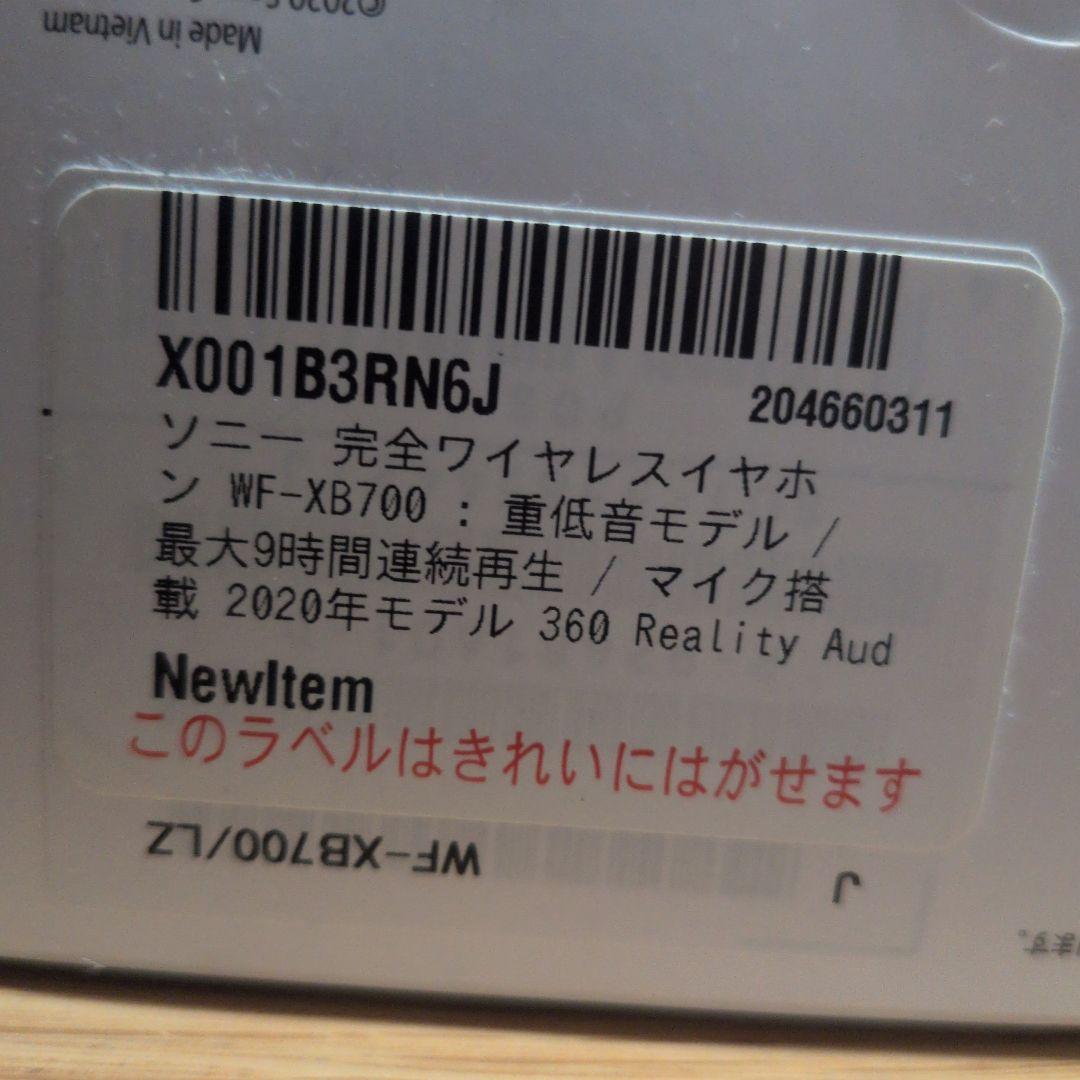 ©2020
Made in Vietnam
X001B3RN6J
204660311
ソニー 完全ワイヤレスイヤホ
ン WF-XB700 : 重低音モデル /
最大9時間連続再生 / マイク搭
載 2020年モデル 360 Reality Aud
NewItem
このラベルはきれいにはがせます
WF-XB700/LZ
J
ます。